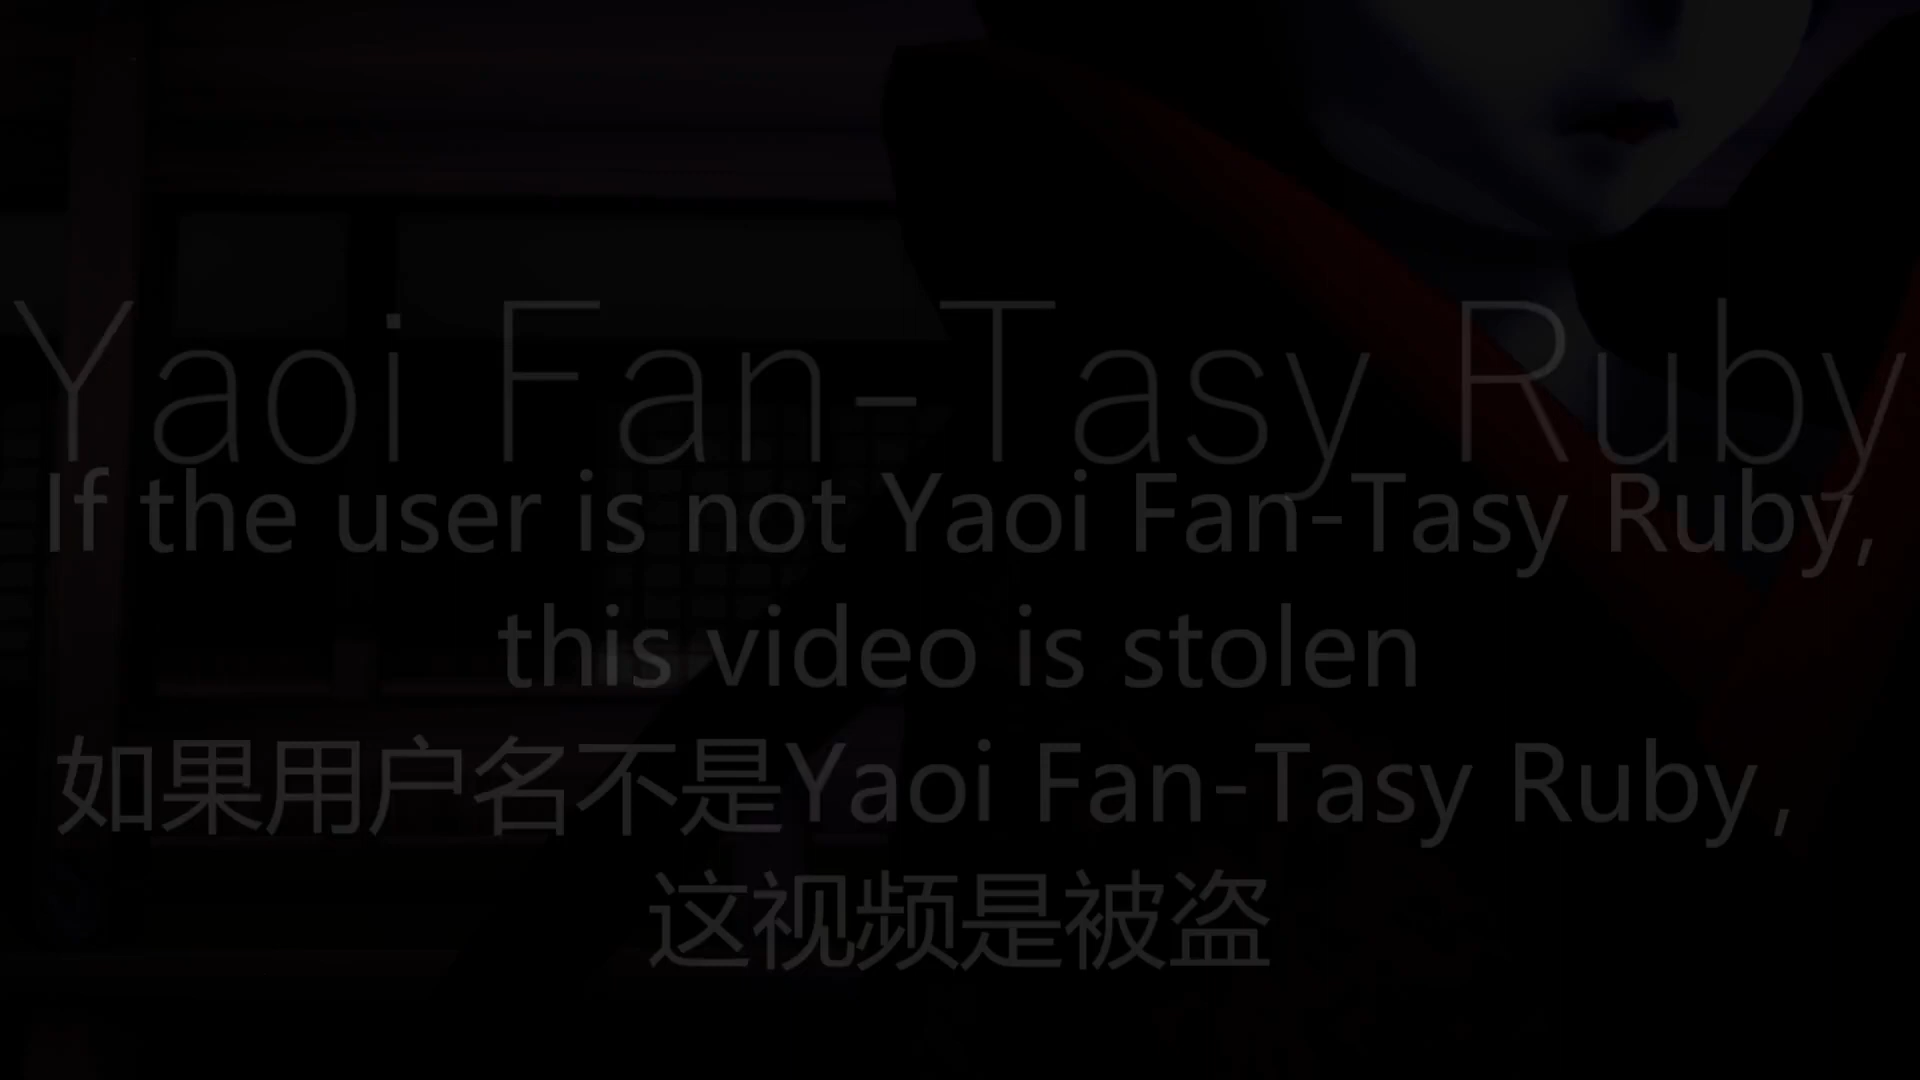 Yaoi Fan-Tasy Ruby
If the user is not Yaoi Fan-Tasy Ruby,
this video is stolen
如果用户名不是Yaoi Fan-Tasy Ruby，
这视频是被盗